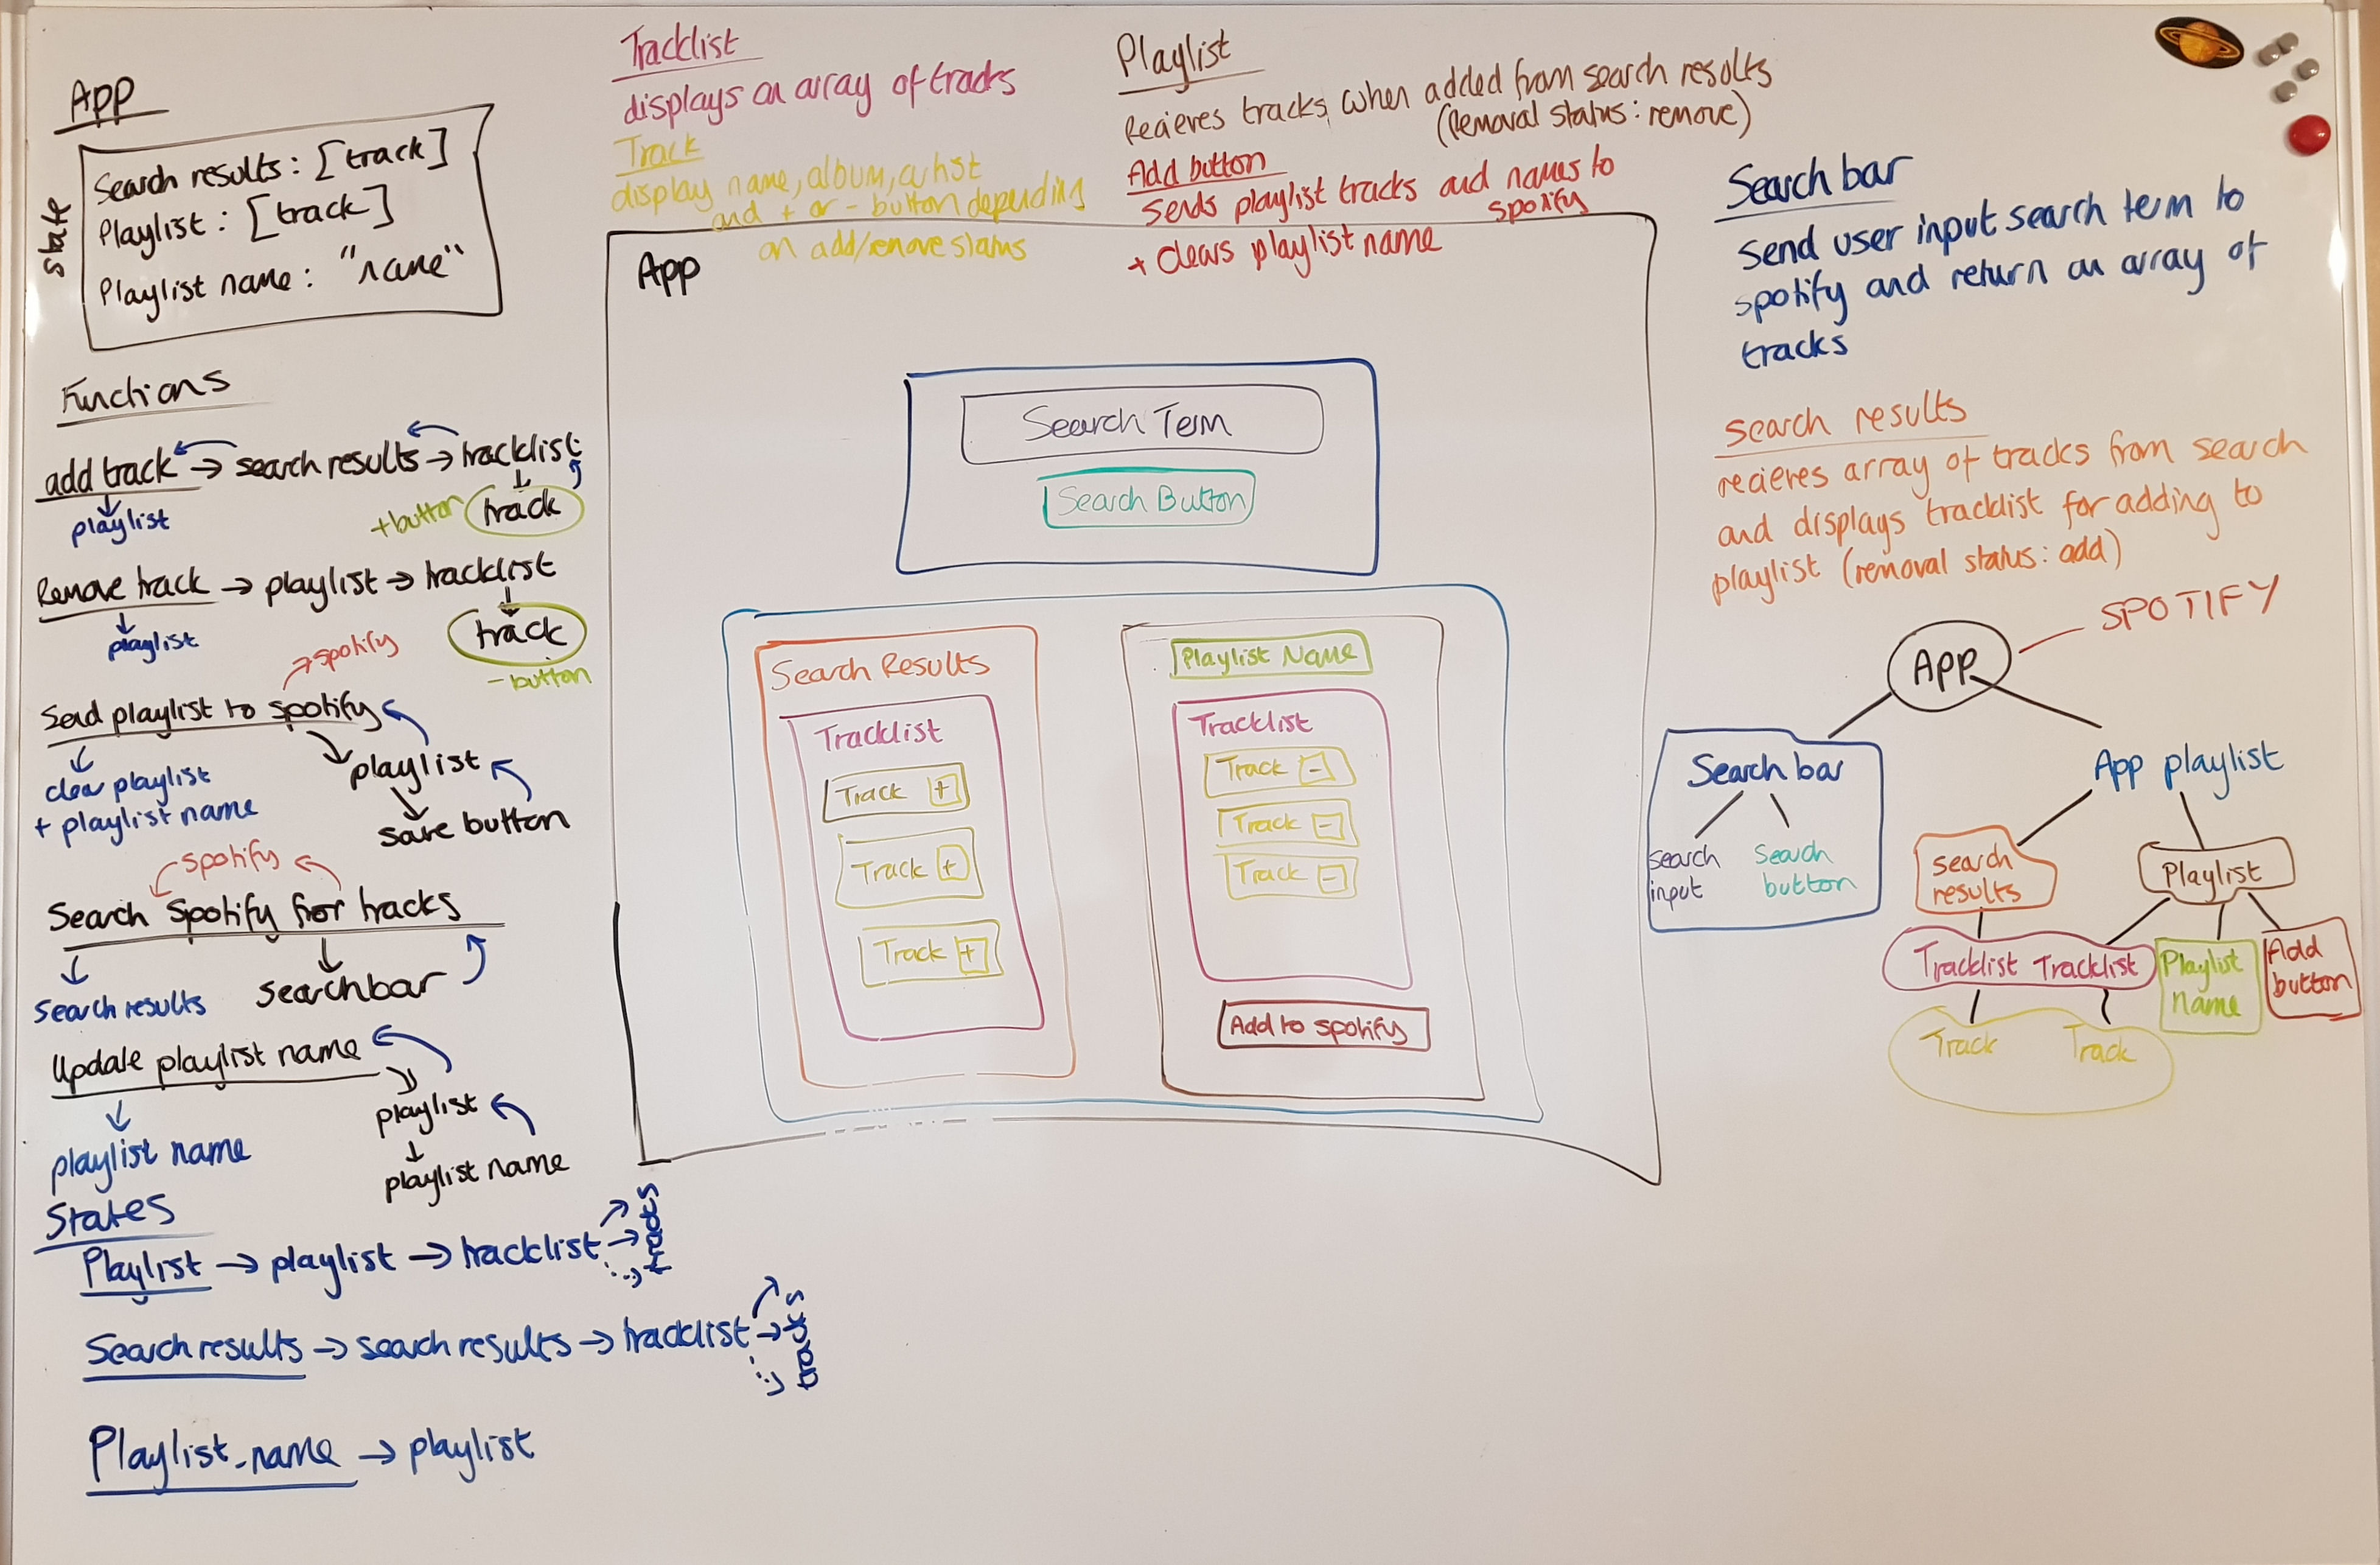 App
state
Search results : [track]
Playlist : [track]
Playlist name : "name"
Functions
add track → search results → tracklist
playlist
+button track
Remove track → playlist → tracklist
playlist
track
- button
→ spotify
Send playlist to spotify
clear playlist
+ playlist name
playlist
save button
spotify
Search Spotify for tracks
Search results
Searchbar
Update playlist name
playlist
playlist name
playlist name
States
Playlist → playlist → tracklist → tracks
Search results → search results → tracklist → tracks
Playlist_name → playlist
Tracklist
displays an array of tracks
Track
display name, album, artist
and + or - button depending
on add/remove status
Playlist
Recieves tracks, when added from search results
(removal status : remove)
Add button
Sends playlist tracks and names to
spotify
+ clears playlist name
App
Search Term
Search Button
Search Results
Tracklist
Track +
Track +
Track +
Playlist Name
Tracklist
Track -
Track -
Track -
Add to spotify
Search bar
Send user input search term to
spotify and return an array of
tracks
search results
recieves array of tracks from search
and displays tracklist for adding to
playlist (removal status : add)
SPOTIFY
App
Search bar
search
input
Search
button
App playlist
search
results
Playlist
Tracklist Tracklist
Playlist
name
Add
button
Track Track